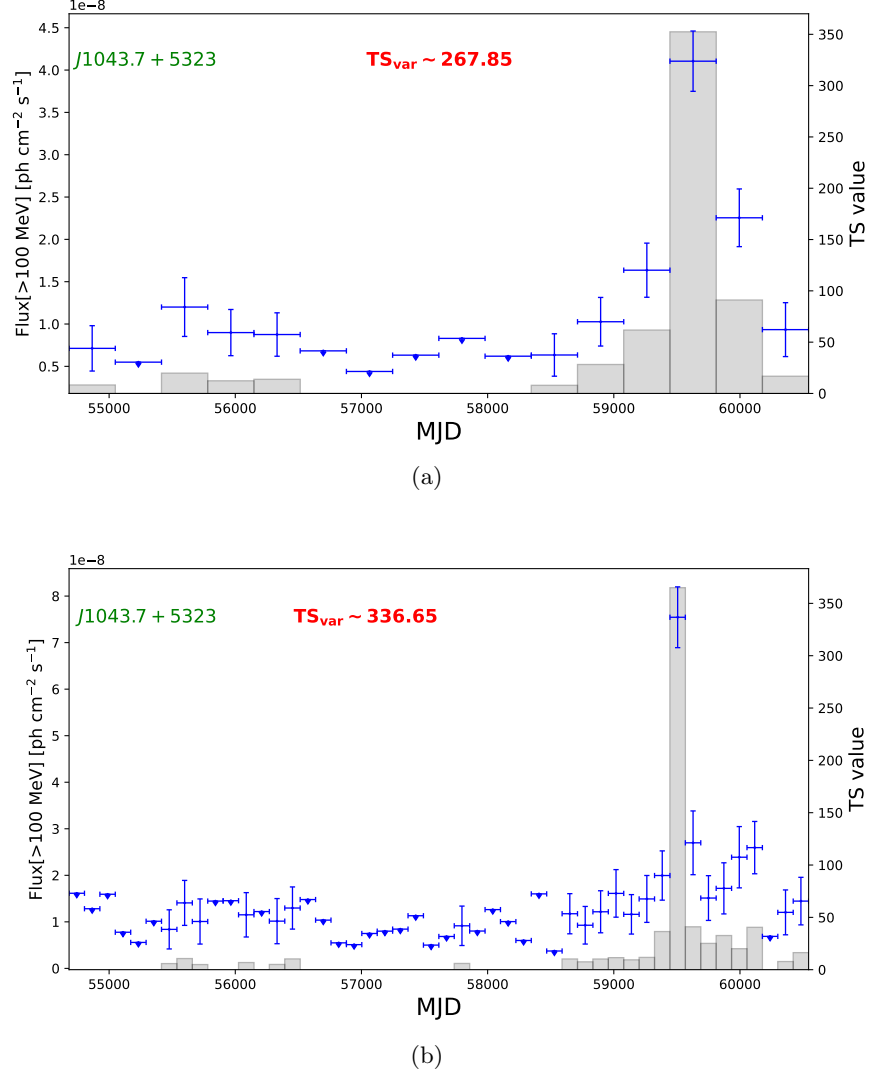 1e−8
J1043.7 + 5323
TSvar ~ 267.85
Flux[>100 MeV] [ph cm−2 s−1]
4.5
4.0
3.5
3.0
2.5
2.0
1.5
1.0
0.5
350
300
250
200
150
100
50
0
TS value
55000 56000 57000 58000 59000 60000
MJD
(a)
1e−8
J1043.7 + 5323
TSvar ~ 336.65
Flux[>100 MeV] [ph cm−2 s−1]
8
7
6
5
4
3
2
1
0
350
300
250
200
150
100
50
0
TS value
55000 56000 57000 58000 59000 60000
MJD
(b)